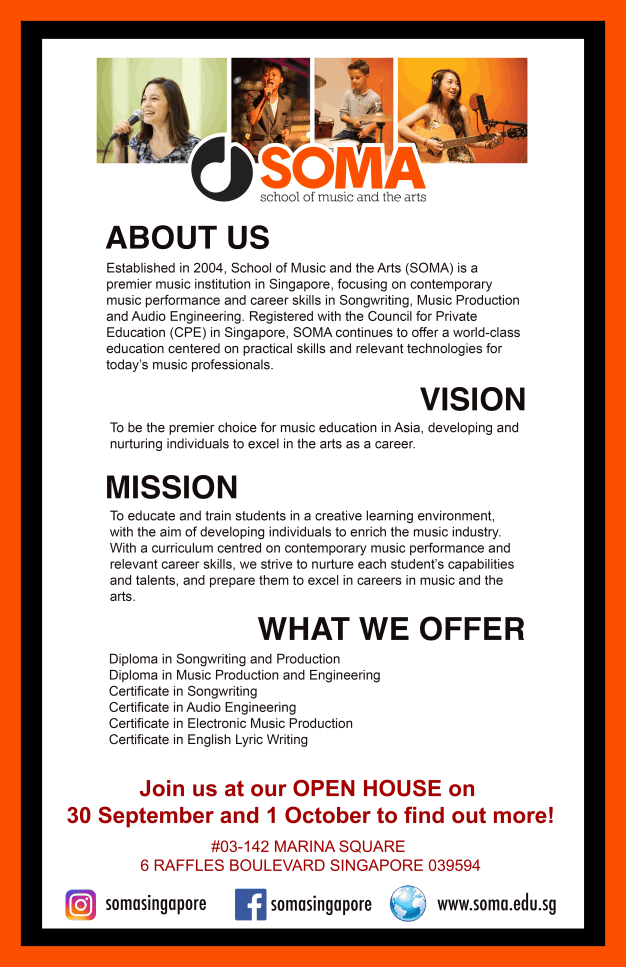 SOMA
school of music and the arts
ABOUT US
Established in 2004, School of Music and the Arts (SOMA) is a
premier music institution in Singapore, focusing on contemporary
music performance and career skills in Songwriting, Music Production
and Audio Engineering. Registered with the Council for Private
Education (CPE) in Singapore, SOMA continues to offer a world-class
education centered on practical skills and relevant technologies for
today's music professionals.
VISION
To be the premier choice for music education in Asia, developing and
nurturing individuals to excel in the arts as a career.
MISSION
To educate and train students in a creative learning environment,
with the aim of developing individuals to enrich the music industry.
With a curriculum centred on contemporary music performance and
relevant career skills, we strive to nurture each student's capabilities
and talents, and prepare them to excel in careers in music and the
arts.
WHAT WE OFFER
Diploma in Songwriting and Production
Diploma in Music Production and Engineering
Certificate in Songwriting
Certificate in Audio Engineering
Certificate in Electronic Music Production
Certificate in English Lyric Writing
Join us at our OPEN HOUSE on
30 September and 1 October to find out more!
#03-142 MARINA SQUARE
6 RAFFLES BOULEVARD SINGAPORE 039594
somasingapore
somasingapore
www.soma.edu.sg